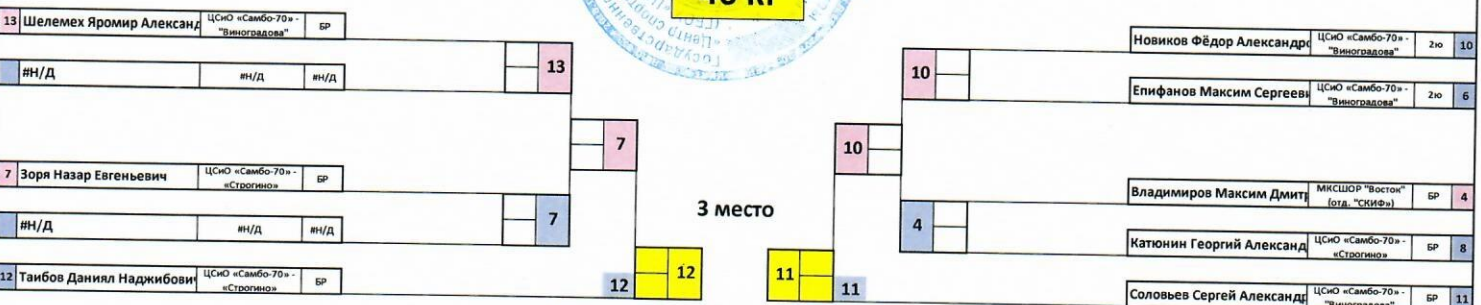 13 Шелемех Яромир Александ ЦСиО «Самбо-70» - "Виноградова" БР
13
#Н/Д #Н/Д #Н/Д
7
7 Зоря Назар Евгеньевич ЦСиО «Самбо-70» - «Строгино» БР
7
#Н/Д #Н/Д #Н/Д
12 Таибов Даниял Наджибович ЦСиО «Самбо-70» - «Строгино» БР
12 12
3 место
Новиков Фёдор Александро ЦСиО «Самбо-70» - "Виноградова" 2ю 10
10
Епифанов Максим Сергееви ЦСиО «Самбо-70» - "Виноградова" 2ю 6
10
Владимиров Максим Дмитр МКСШОР "Восток" (отд. "СКИФ») БР 4
4
Катюнин Георгий Александ ЦСиО «Самбо-70» - «Строгино» БР 8
11 11
Соловьев Сергей Александр ЦСиО «Самбо-70» - "Виноградова" БР 11